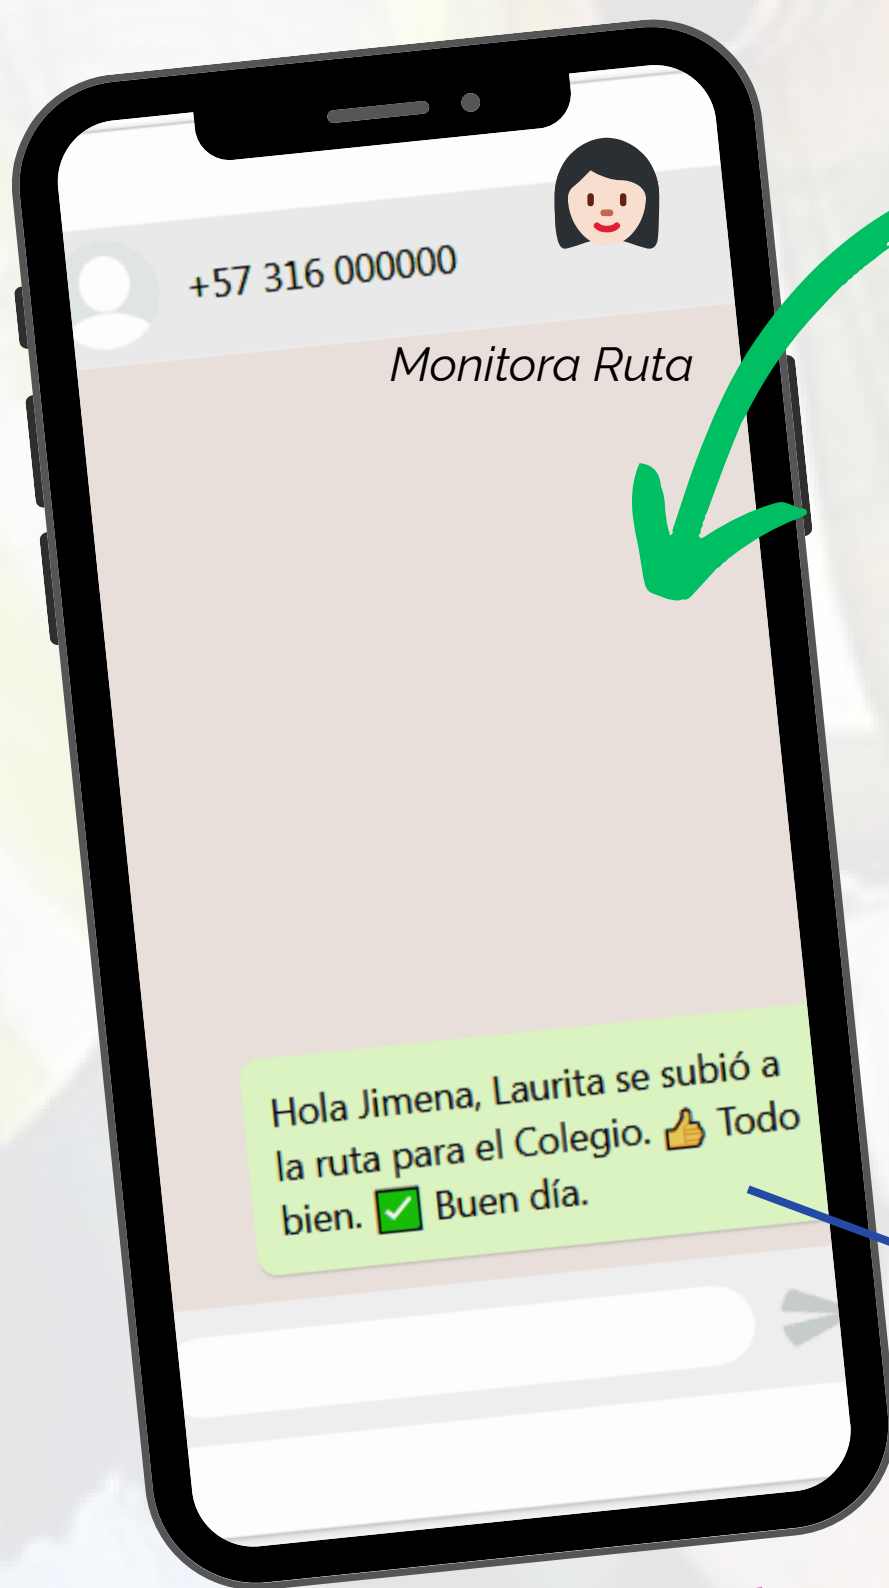 +57 316 000000
Monitora Ruta
Hola Jimena, Laurita se subió a
la ruta para el Colegio. 👍 Todo
bien. ✅ Buen día.